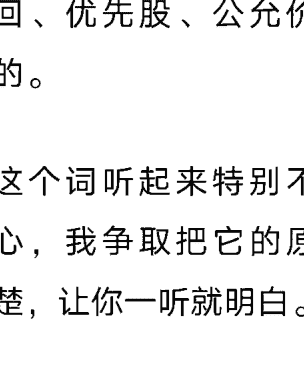 回、优先股、公允价
的。
这个词听起来特别不
心，我争取把它的原
楚，让你一听就明白。